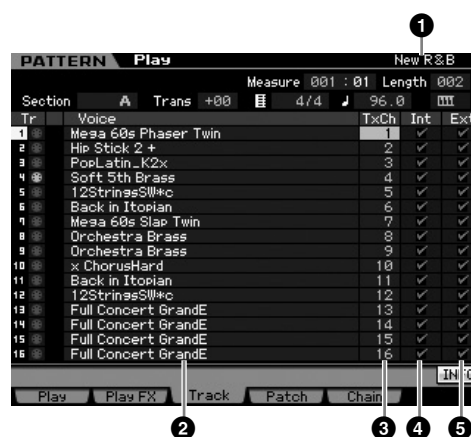 1
PATTERN Play New R&B
Measure 001 : 01 Length 002
Section A Trans +00 4/4 96.0
Tr Voice TxCh Int Ext
1 Mega 60s Phaser Twin 1
2 Hip Stick 2 + 2
3 PopLatin_K2x 3
4 Soft 5th Brass 4
5 12StringsSW*c 5
6 Back in Itopian 6
7 Mega 60s Slap Twin 7
8 Orchestra Brass 8
9 Orchestra Brass 9
10 x ChorusHard 10
11 Back in Itopian 11
12 12StringsSW*c 12
13 Full Concert GrandE 13
14 Full Concert GrandE 14
15 Full Concert GrandE 15
16 Full Concert GrandE 16
INFO
Play Play FX Track Patch Chain
2 3 4 5